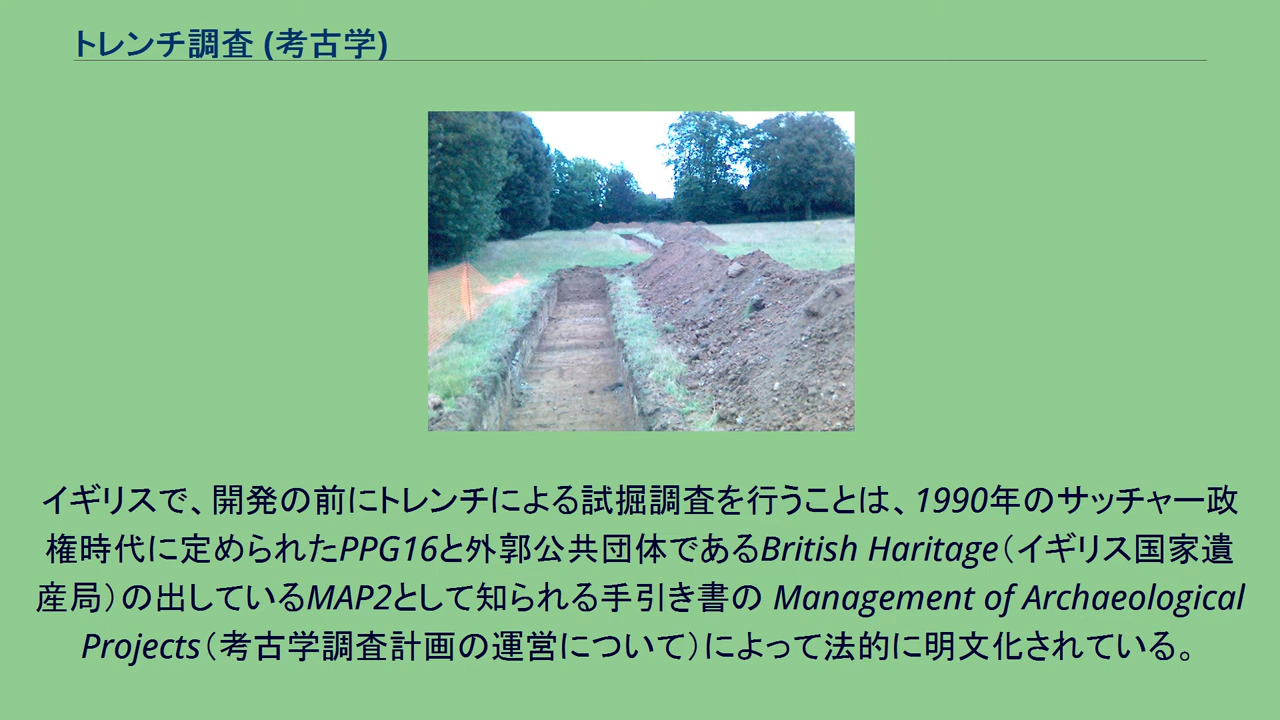 トレンチ調査 (考古学)
イギリスで、開発の前にトレンチによる試掘調査を行うことは、1990年のサッチャー政
権時代に定められたPPG16と外郭公共団体であるBritish Haritage（イギリス国家遺
産局）の出しているMAP2として知られる手引き書の Management of Archaeological
Projects（考古学調査計画の運営について）によって法的に明文化されている。